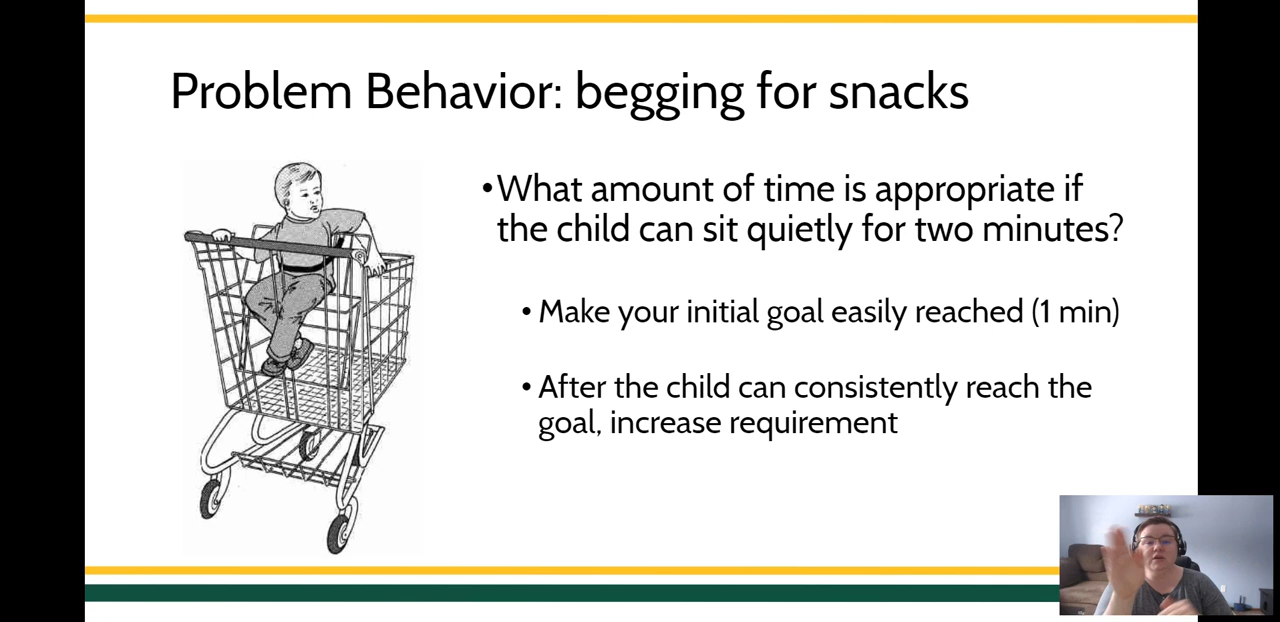 Problem Behavior: begging for snacks
•What amount of time is appropriate if
the child can sit quietly for two minutes?
• Make your initial goal easily reached (1 min)
• After the child can consistently reach the
goal, increase requirement